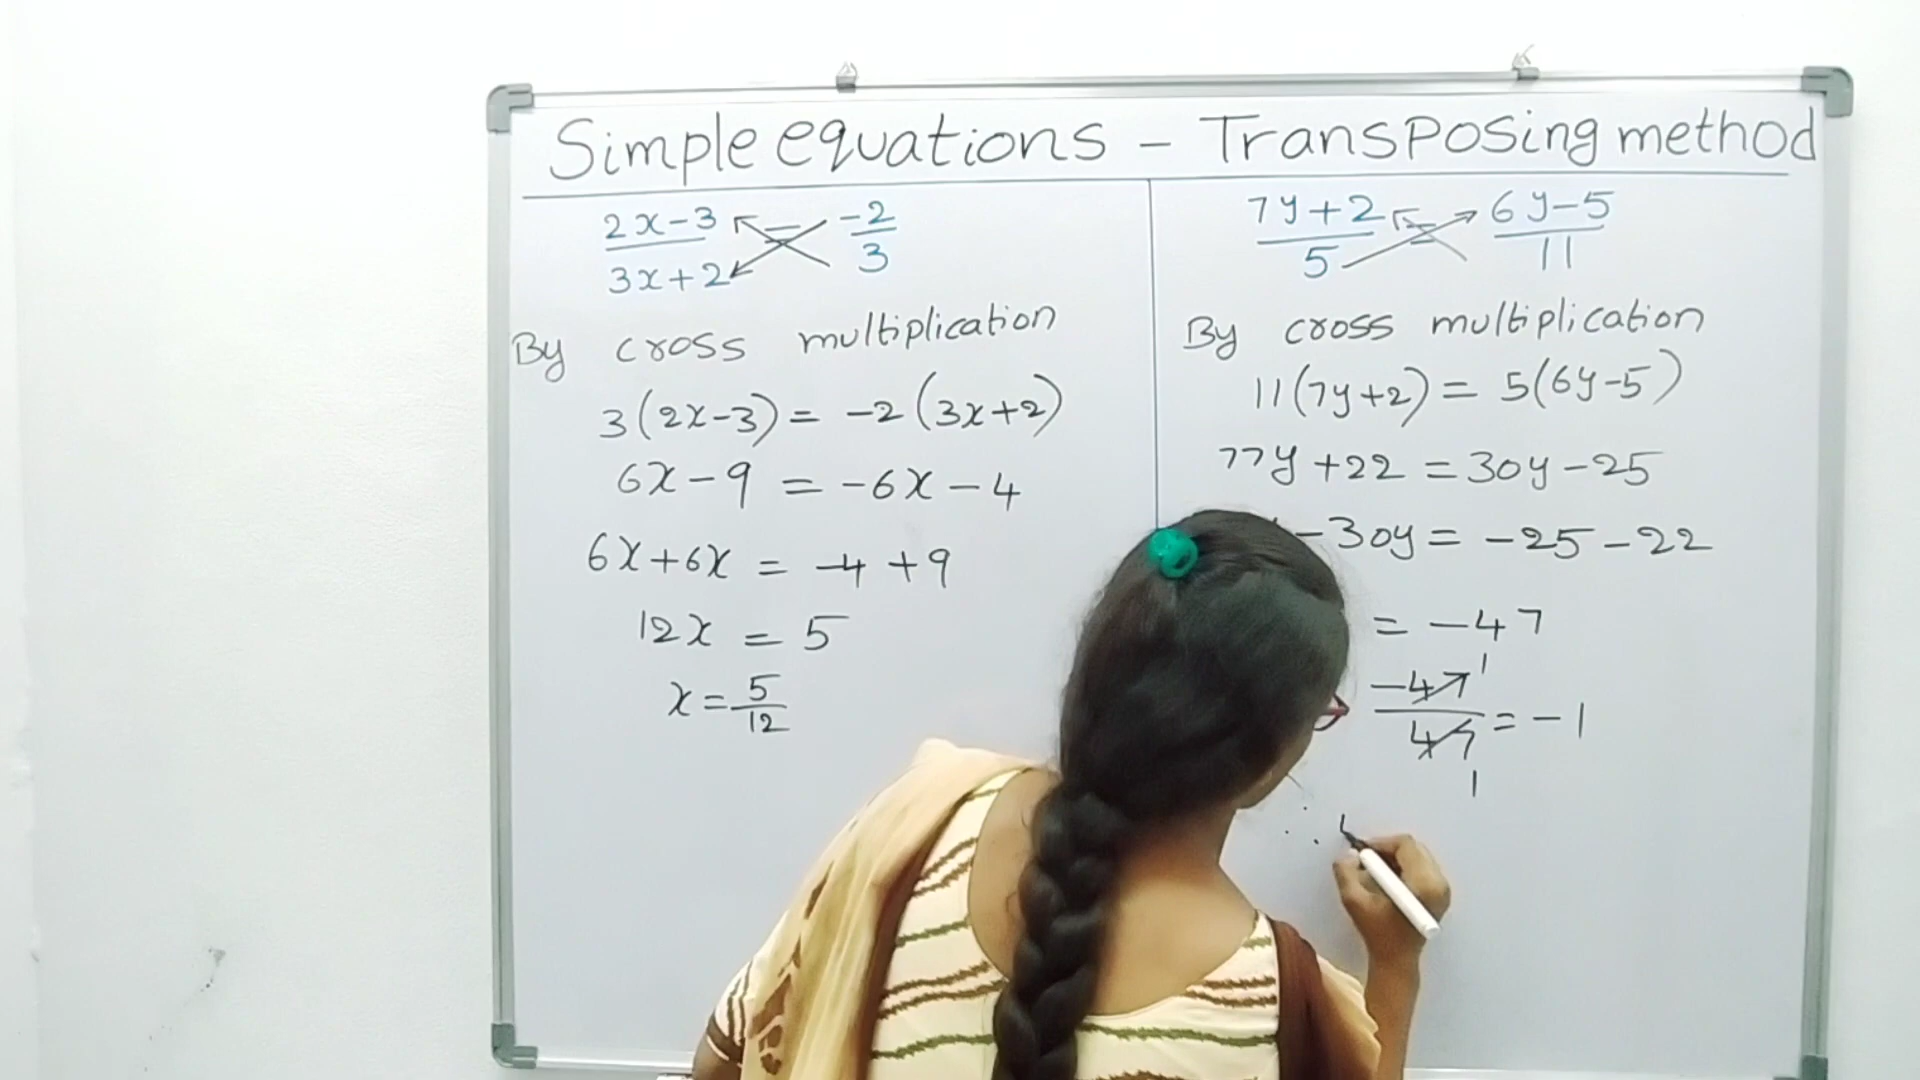 Simple equations - Transposing method
2x-3 / 3x+2 = -2 / 3
By cross multiplication
3(2x-3) = -2(3x+2)
6x-9 = -6x-4
6x+6x = -4+9
12x = 5
x = 5/12
7y+2 / 5 = 6y-5 / 11
By cross multiplication
11(7y+2) = 5(6y-5)
77y+22 = 30y-25
-30y = -25-22
= -47
-47 / 47 = -1
1
1
∴